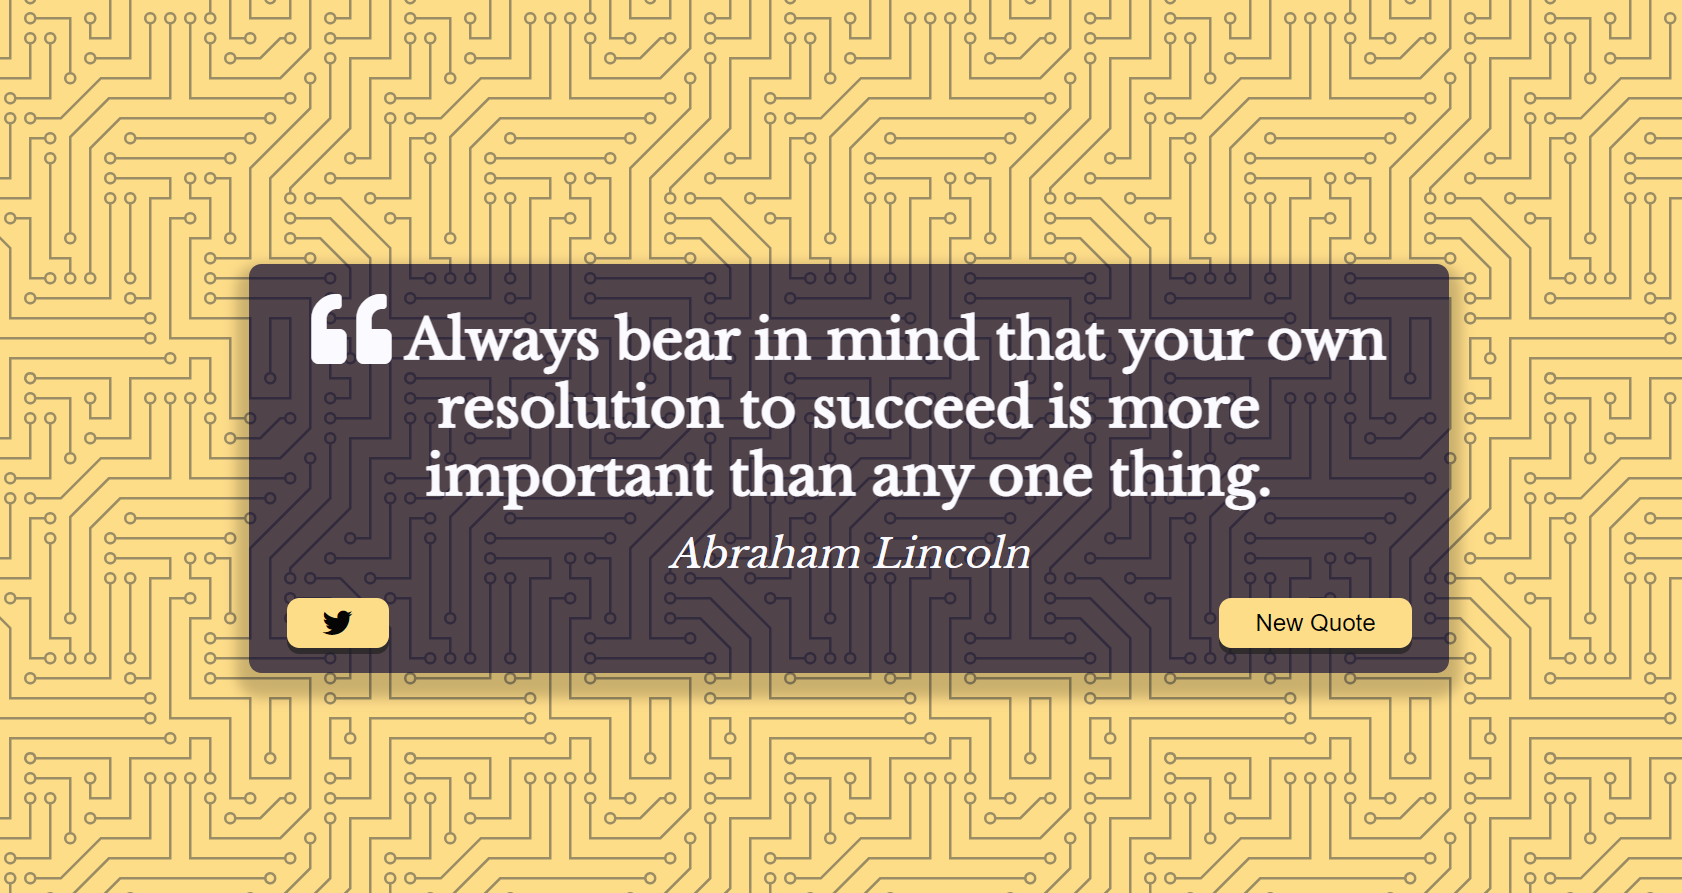 “Always bear in mind that your own
resolution to succeed is more
important than any one thing.
Abraham Lincoln
New Quote